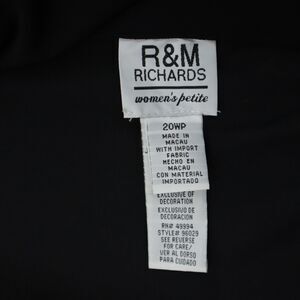 R&M
RICHARDS
women's petite
20WP
MADE IN
MACAU
WITH IMPORT
FABRIC
HECHO EN
MACAU
CON MATERIAL
IMPORTADO
EXCLUSIVE OF
DECORATION
EXCLUSIVO DE
DECORACION
RN# 49994
STYLE# 96029
SEE REVERSE
FOR CARE/
VER AL DORSO
PARA CUIDADO